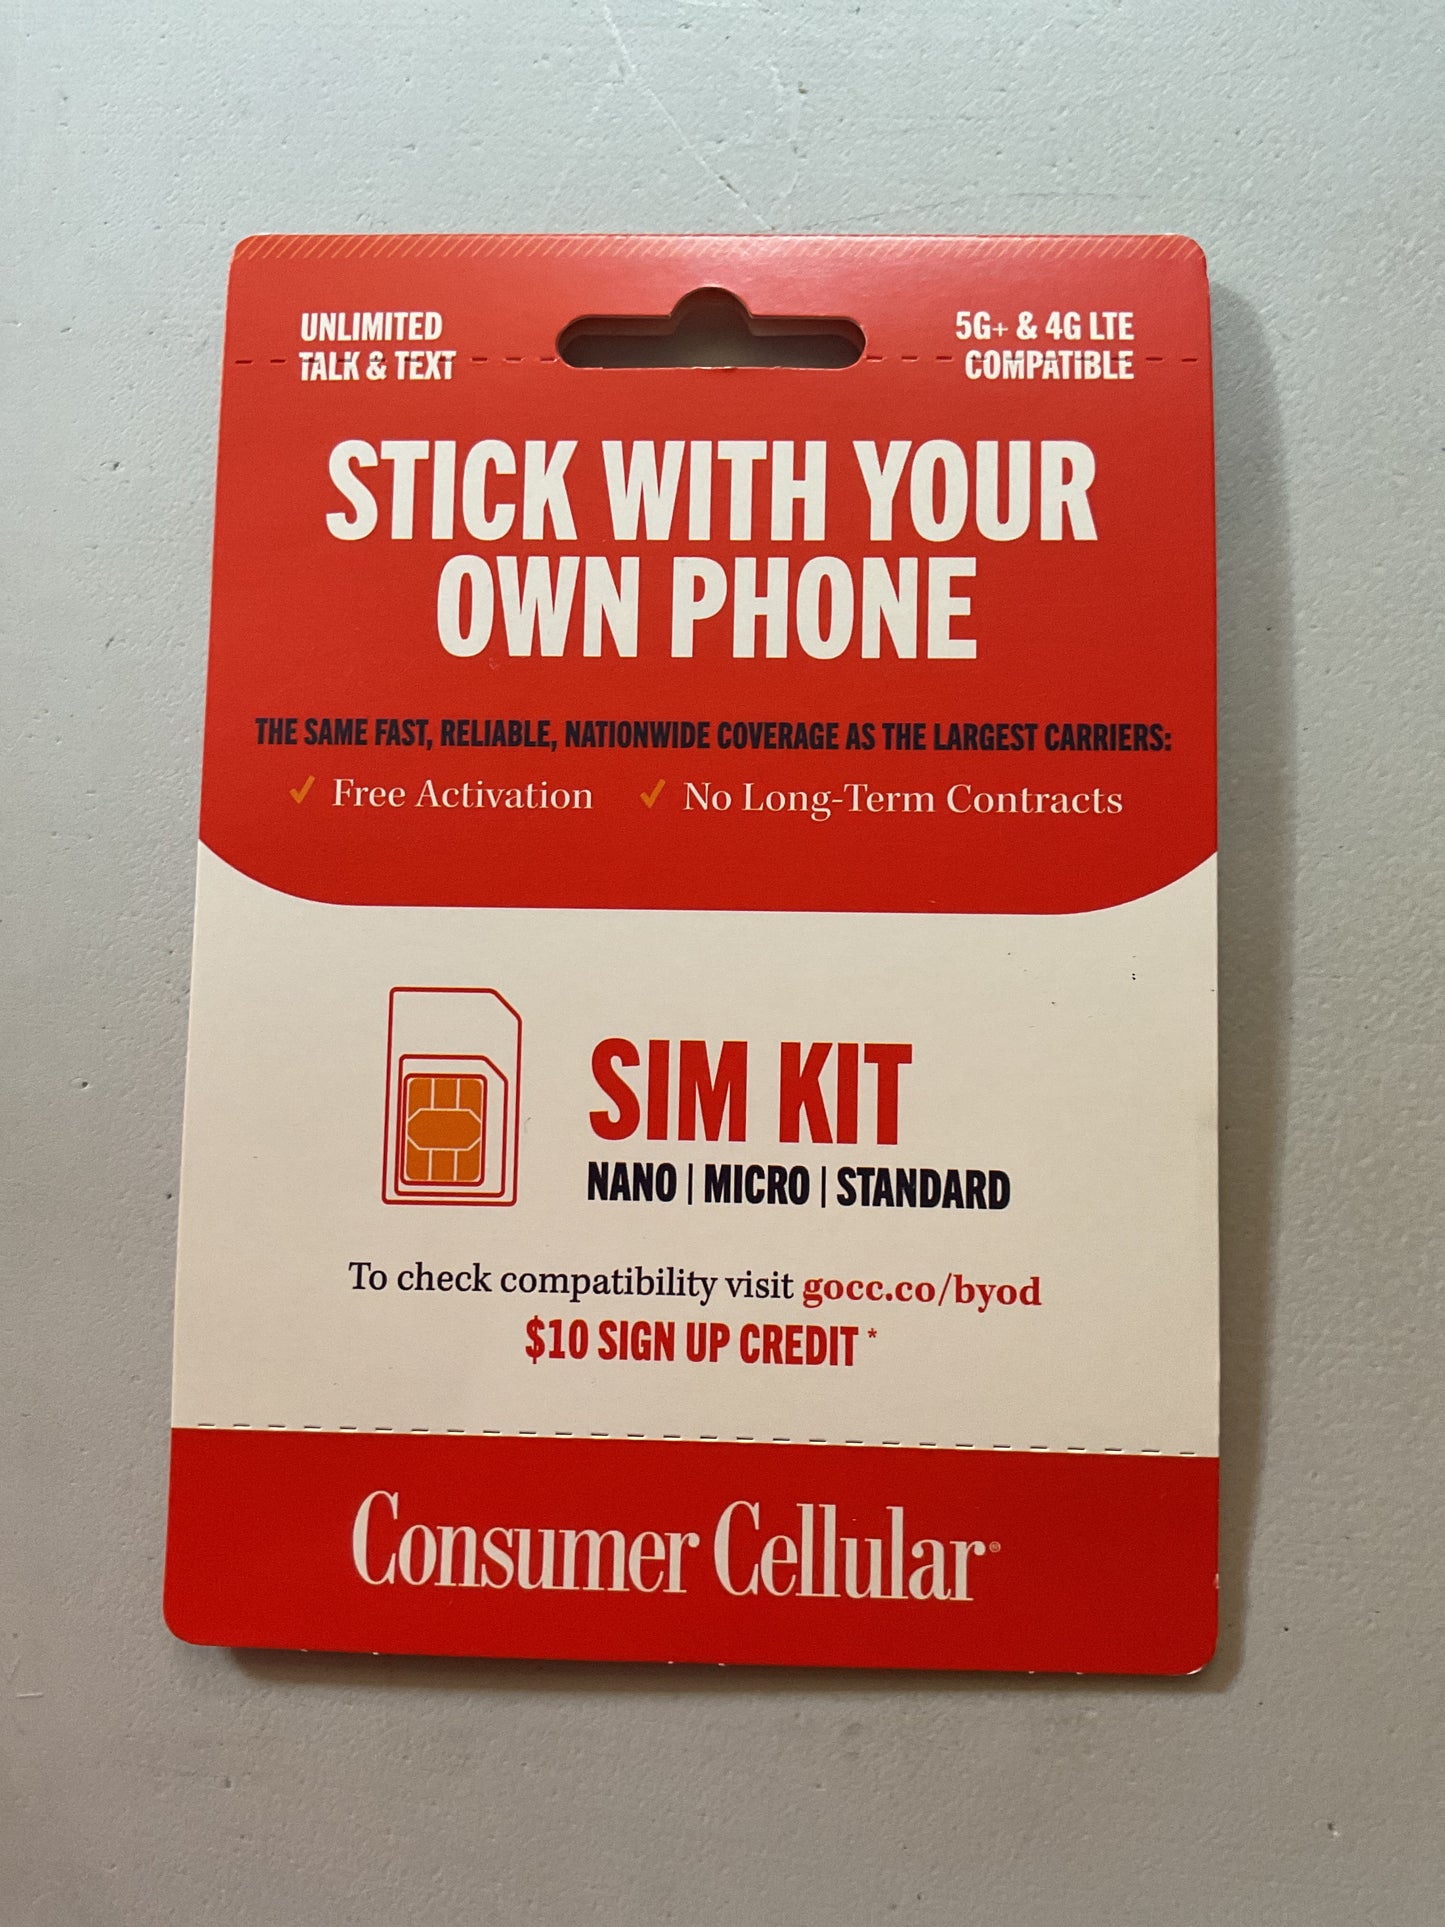 UNLIMITED
TALK & TEXT
5G+ & 4G LTE
COMPATIBLE
STICK WITH YOUR
OWN PHONE
THE SAME FAST, RELIABLE, NATIONWIDE COVERAGE AS THE LARGEST CARRIERS:
✓ Free Activation ✓ No Long-Term Contracts
SIM KIT
NANO | MICRO | STANDARD
To check compatibility visit gocc.co/byod
$10 SIGN UP CREDIT*
Consumer Cellular®